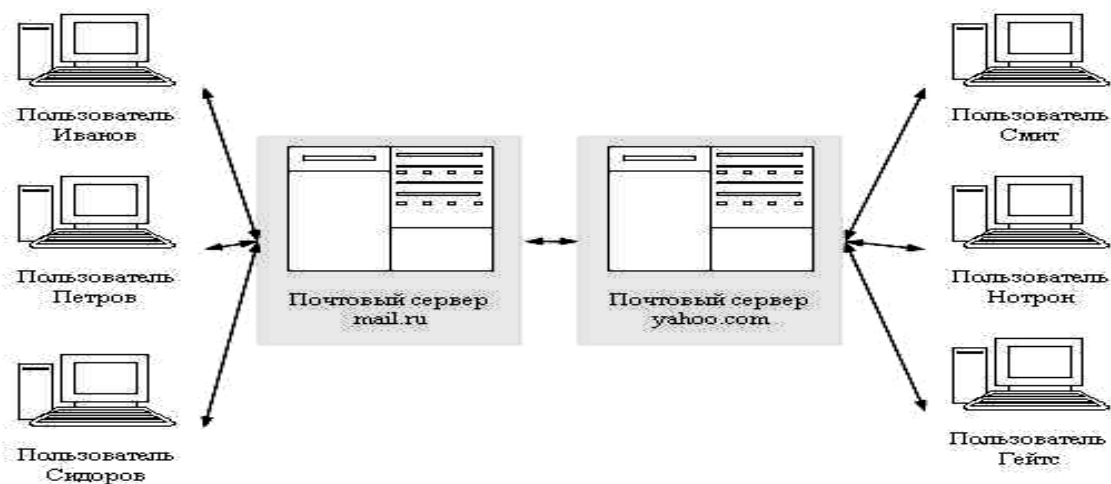 Пользователь
Иванов
Пользователь
Петров
Пользователь
Сидоров
Почтовый сервер
mail.ru
Почтовый сервер
yahoo.com
Пользователь
Смит
Пользователь
Нотрон
Пользователь
Гейтс